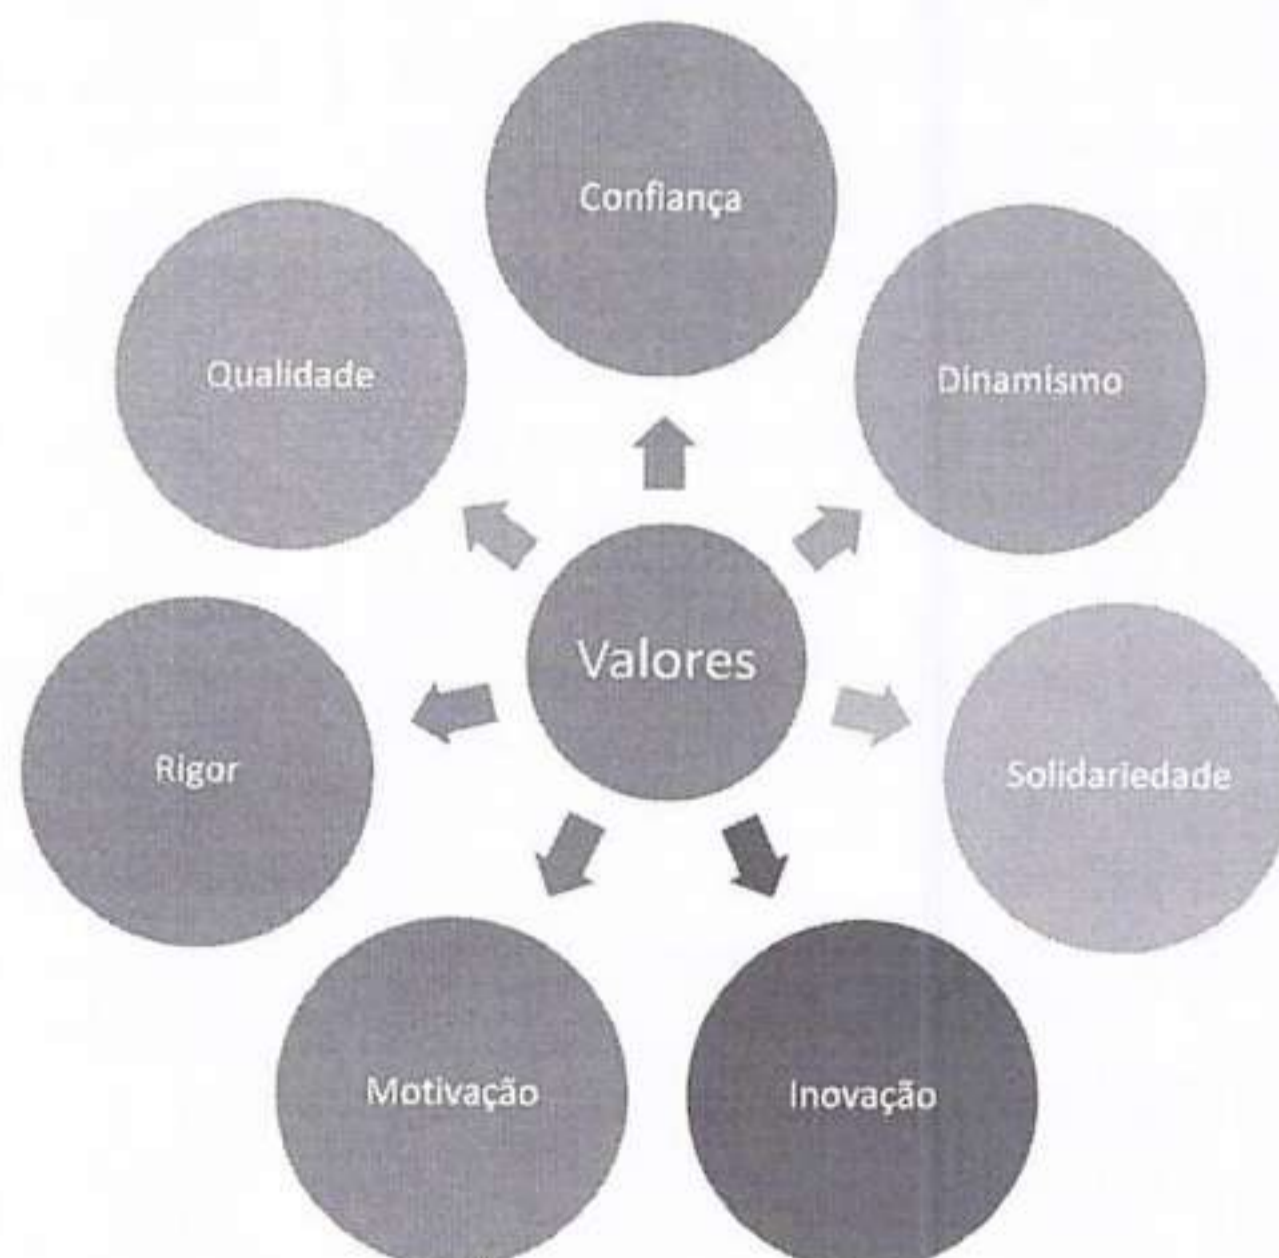 Confiança
Qualidade
Dinamismo
Valores
Rigor
Solidariedade
Motivação
Inovação